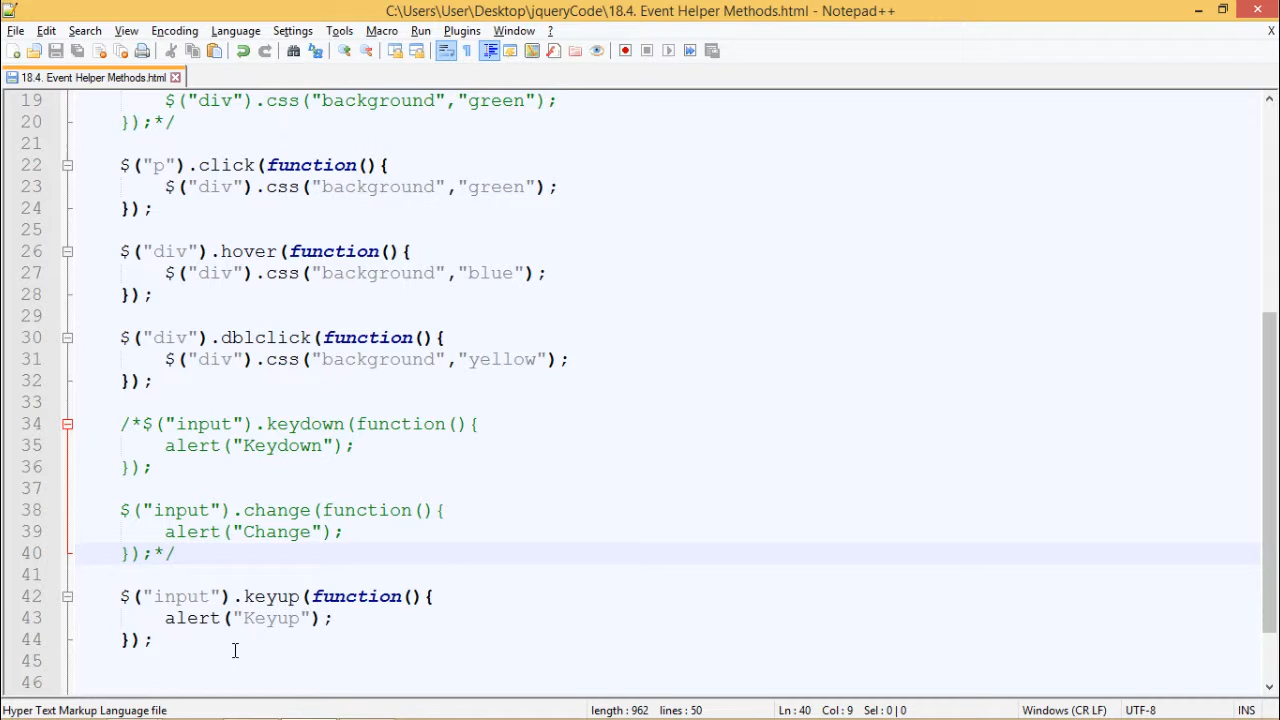 C:\Users\User\Desktop\jqueryCode\18.4. Event Helper Methods.html - Notepad++
File Edit Search View Encoding Language Settings Tools Macro Run Plugins Window ? X
18.4. Event Helper Methods.html
19 $("div").css("background","green");
20 });*/
21
22 $("p").click(function(){
23 $("div").css("background","green");
24 });
25
26 $("div").hover(function(){
27 $("div").css("background","blue");
28 });
29
30 $("div").dblclick(function(){
31 $("div").css("background","yellow");
32 });
33
34 /*$("input").keydown(function(){
35 alert("Keydown");
36 });
37
38 $("input").change(function(){
39 alert("Change");
40 });*/
41
42 $("input").keyup(function(){
43 alert("Keyup");
44 });
45
46
Hyper Text Markup Language file length : 962 lines : 50 Ln : 40 Col : 9 Sel : 0 | 0 Windows (CR LF) UTF-8 INS